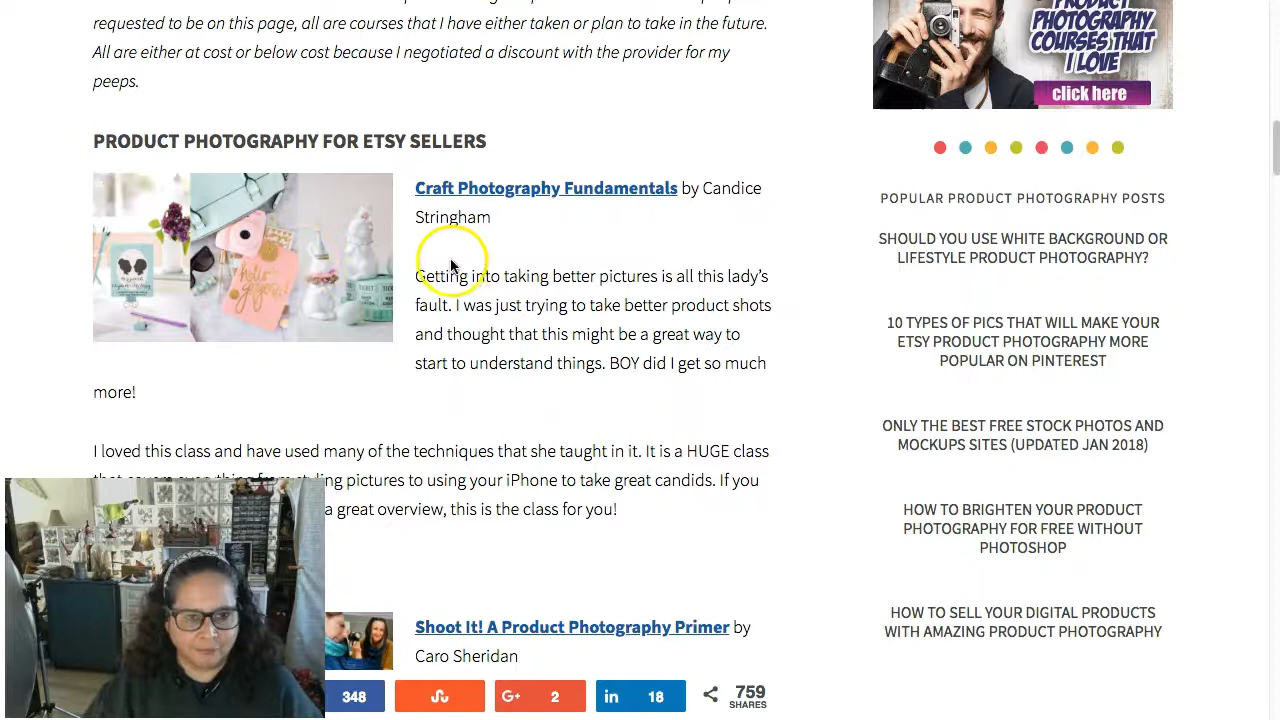 requested to be on this page, all are
that I have either taken or plan to take in the future.
All are either at cost or below cost
I negotiated a discount with the provider for my
peeps.
PRODUCT PHOTOGRAPHY FOR ETSY SELLERS
Craft Photography Fundamentals by Candice
Stringham
Getting into taking better pictures is all this lady's
fault. I was just trying to take better product shots
and thought that this might be a great way to
start to understand things. BOY did I get so much
more!
I loved this class and have used many of the techniques that she taught in it. It is a HUGE class
pictures to using your iPhone to take great candids. If you
a great overview, this is the class for you!
hello gorgeous
Shoot It! A Product Photography Primer by
Caro Sheridan
348
2
18
759
SHARES
PRODUCT
PHOTOGRAPHY
COURSES THAT
I LOVE
click here
POPULAR PRODUCT PHOTOGRAPHY POSTS
SHOULD YOU USE WHITE BACKGROUND OR
LIFESTYLE PRODUCT PHOTOGRAPHY?
10 TYPES OF PICS THAT WILL MAKE YOUR
ETSY PRODUCT PHOTOGRAPHY MORE
POPULAR ON PINTEREST
ONLY THE BEST FREE STOCK PHOTOS AND
MOCKUPS SITES (UPDATED JAN 2018)
HOW TO BRIGHTEN YOUR PRODUCT
PHOTOGRAPHY FOR FREE WITHOUT
PHOTOSHOP
HOW TO SELL YOUR DIGITAL PRODUCTS
WITH AMAZING PRODUCT PHOTOGRAPHY